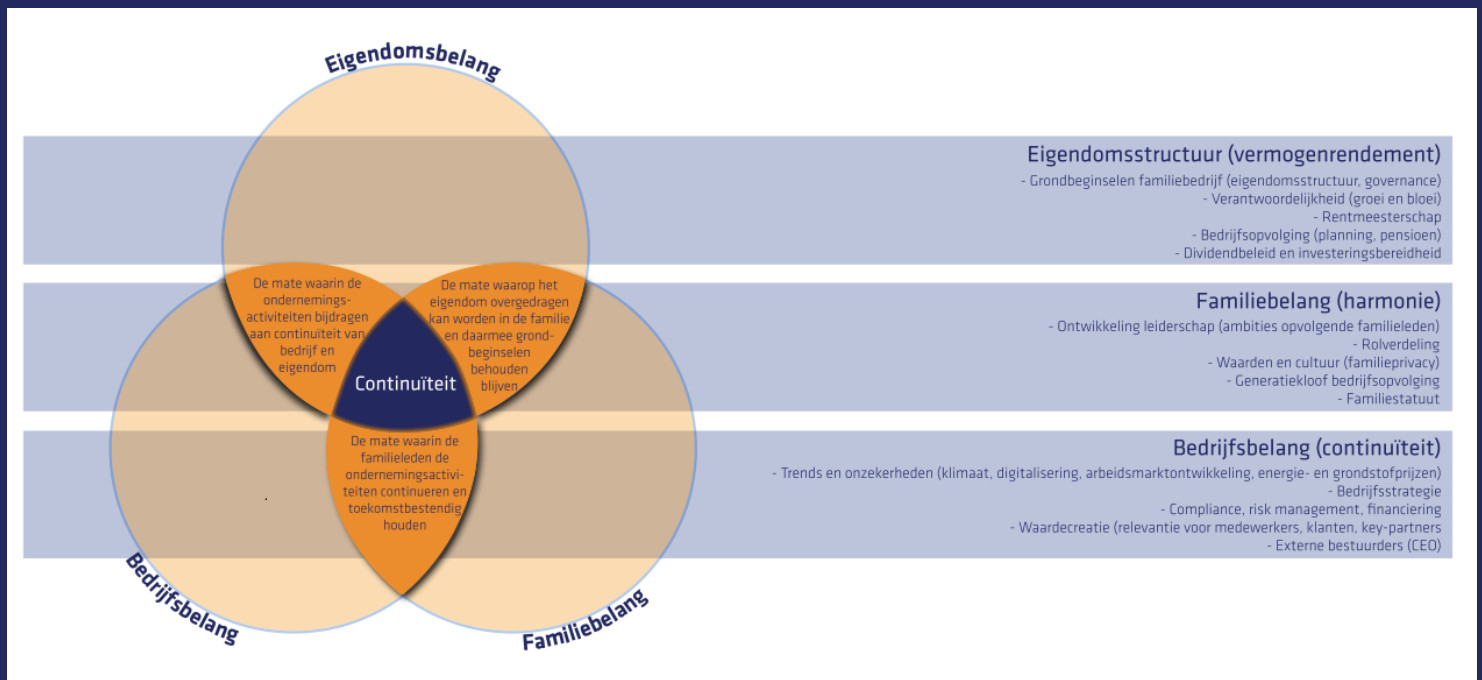 Eigendomsbelang
Eigendomsstructuur (vermogenrendement)
- Grondbeginselen familiebedrijf (eigendomsstructuur, governance)
- Verantwoordelijkheid (groei en bloei)
- Rentmeesterschap
- Bedrijfsopvolging (planning, pensioen)
- Dividendbeleid en investeringsbereidheid
De mate waarin de
ondernemings-
activiteiten bijdragen
aan continuïteit van
bedrijf en
eigendom
De mate waarop het
eigendom overgedragen
kan worden in de familie
en daarmee grond-
beginselen
behouden
blijven
Continuïteit
Familiebelang (harmonie)
- Ontwikkeling leiderschap (ambities opvolgende familieleden)
- Rolverdeling
- Waarden en cultuur (familieprivacy)
- Generatiekloof bedrijfsopvolging
- Familiestatuut
De mate waarin de
familieleden de
ondernemingsactivi-
teiten continueren en
toekomstbestendig
houden
Bedrijfsbelang (continuïteit)
- Trends en onzekerheden (klimaat, digitalisering, arbeidsmarktontwikkeling, energie- en grondstofprijzen)
- Bedrijfsstrategie
- Compliance, risk management, financiering
- Waardecreatie (relevantie voor medewerkers, klanten, key-partners
- Externe bestuurders (CEO)
Bedrijfsbelang
Familiebelang